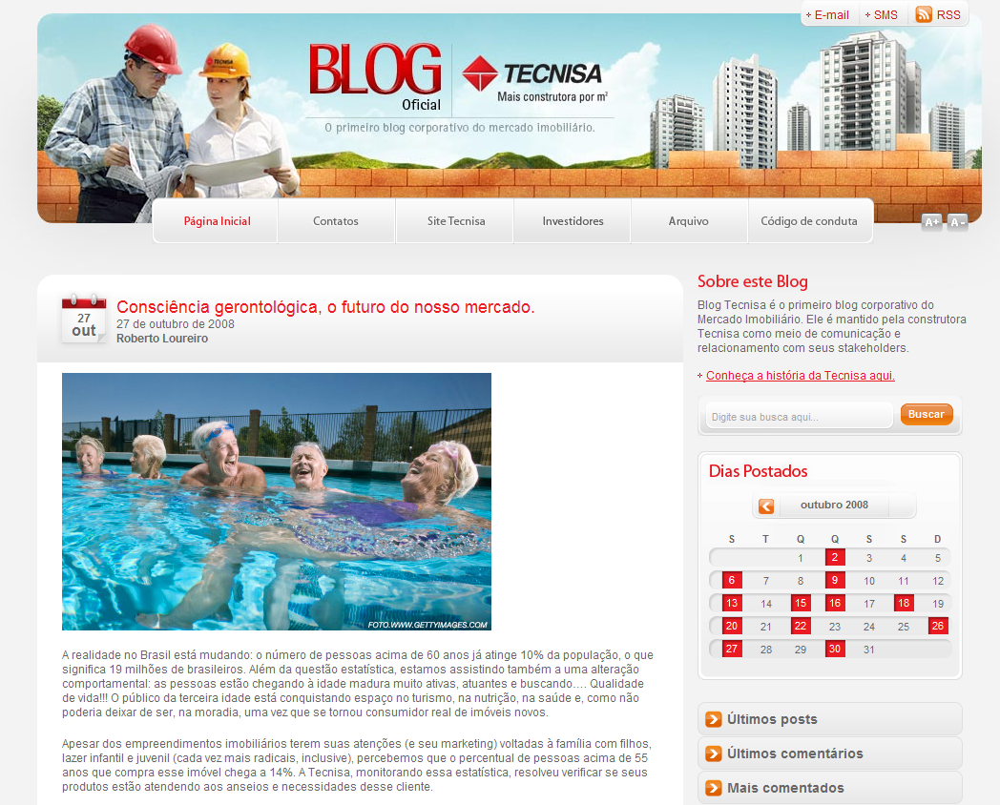 E-mail
SMS
RSS
TECNISA
BLOG
Oficial
TECNISA
Mais construtora por m²
O primeiro blog corporativo do mercado imobiliário.
Página Inicial
Contatos
Site Tecnisa
Investidores
Arquivo
Código de conduta
A+
A-
27
out
Consciência gerontológica, o futuro do nosso mercado.
27 de outubro de 2008
Roberto Loureiro
FOTO.WWW.GETTYIMAGES.COM
A realidade no Brasil está mudando: o número de pessoas acima de 60 anos já atinge 10% da população, o que
significa 19 milhões de brasileiros. Além da questão estatística, estamos assistindo também a uma alteração
comportamental: as pessoas estão chegando à idade madura muito ativas, atuantes e buscando…. Qualidade
de vida!!! O público da terceira idade está conquistando espaço no turismo, na nutrição, na saúde e, como não
poderia deixar de ser, na moradia, uma vez que se tornou consumidor real de imóveis novos.
Apesar dos empreendimentos imobiliários terem suas atenções (e seu marketing) voltadas à família com filhos,
lazer infantil e juvenil (cada vez mais radicais, inclusive), percebemos que o percentual de pessoas acima de 55
anos que compra esse imóvel chega a 14%. A Tecnisa, monitorando essa estatística, resolveu verificar se seus
produtos estão atendendo aos anseios e necessidades desse cliente.
Sobre este Blog
Blog Tecnisa é o primeiro blog corporativo do
Mercado Imobiliário. Ele é mantido pela construtora
Tecnisa como meio de comunicação e
relacionamento com seus stakeholders.
Conheça a história da Tecnisa aqui.
Digite sua busca aqui...
Buscar
Dias Postados
outubro 2008
S T Q Q S S D
1 2 3 4 5
6 7 8 9 10 11 12
13 14 15 16 17 18 19
20 21 22 23 24 25 26
27 28 29 30 31
Últimos posts
Últimos comentários
Mais comentados